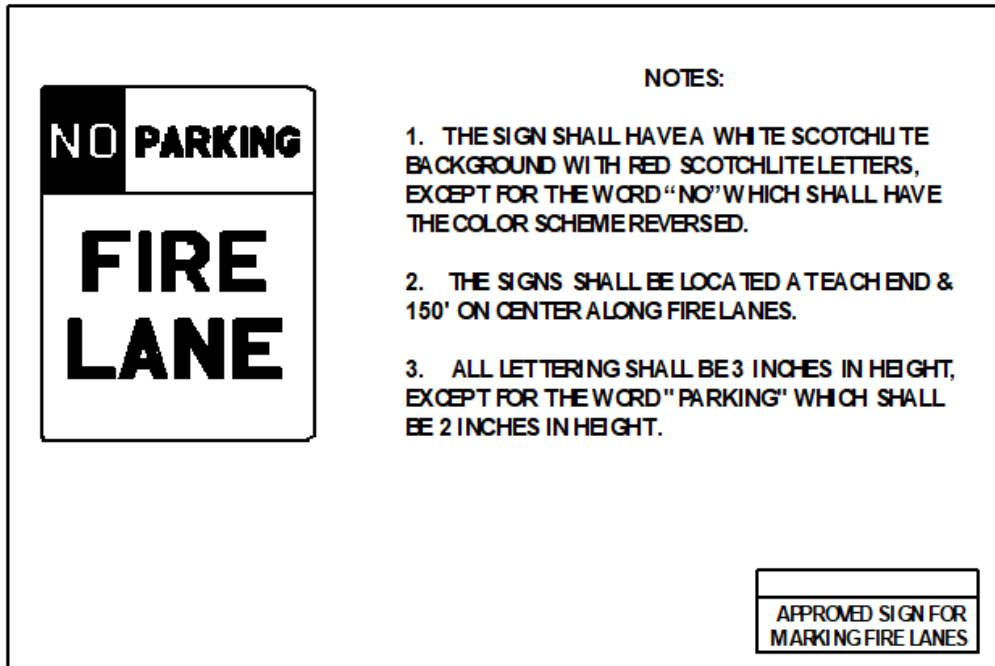 NO PARKING
FIRE
LANE
NOTES:
1. THE SIGN SHALL HAVE A WHITE SCOTCHLITE
BACKGROUND WITH RED SCOTCHLITE LETTERS,
EXCEPT FOR THE WORD “NO” WHICH SHALL HAVE
THE COLOR SCHEME REVERSED.
2. THE SIGNS SHALL BE LOCATED AT EACH END &
150' ON CENTER ALONG FIRE LANES.
3. ALL LETTERING SHALL BE 3 INCHES IN HEIGHT,
EXCEPT FOR THE WORD "PARKING" WHICH SHALL
BE 2 INCHES IN HEIGHT.
APPROVED SIGN FOR
MARKING FIRE LANES